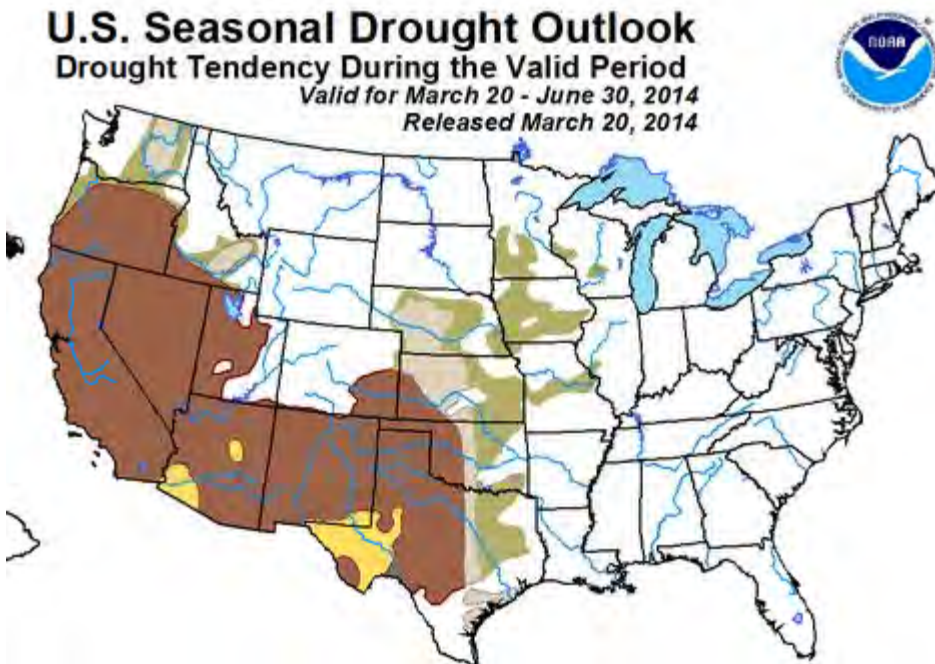 U.S. Seasonal Drought Outlook
Drought Tendency During the Valid Period
Valid for March 20 - June 30, 2014
Released March 20, 2014
NOAA